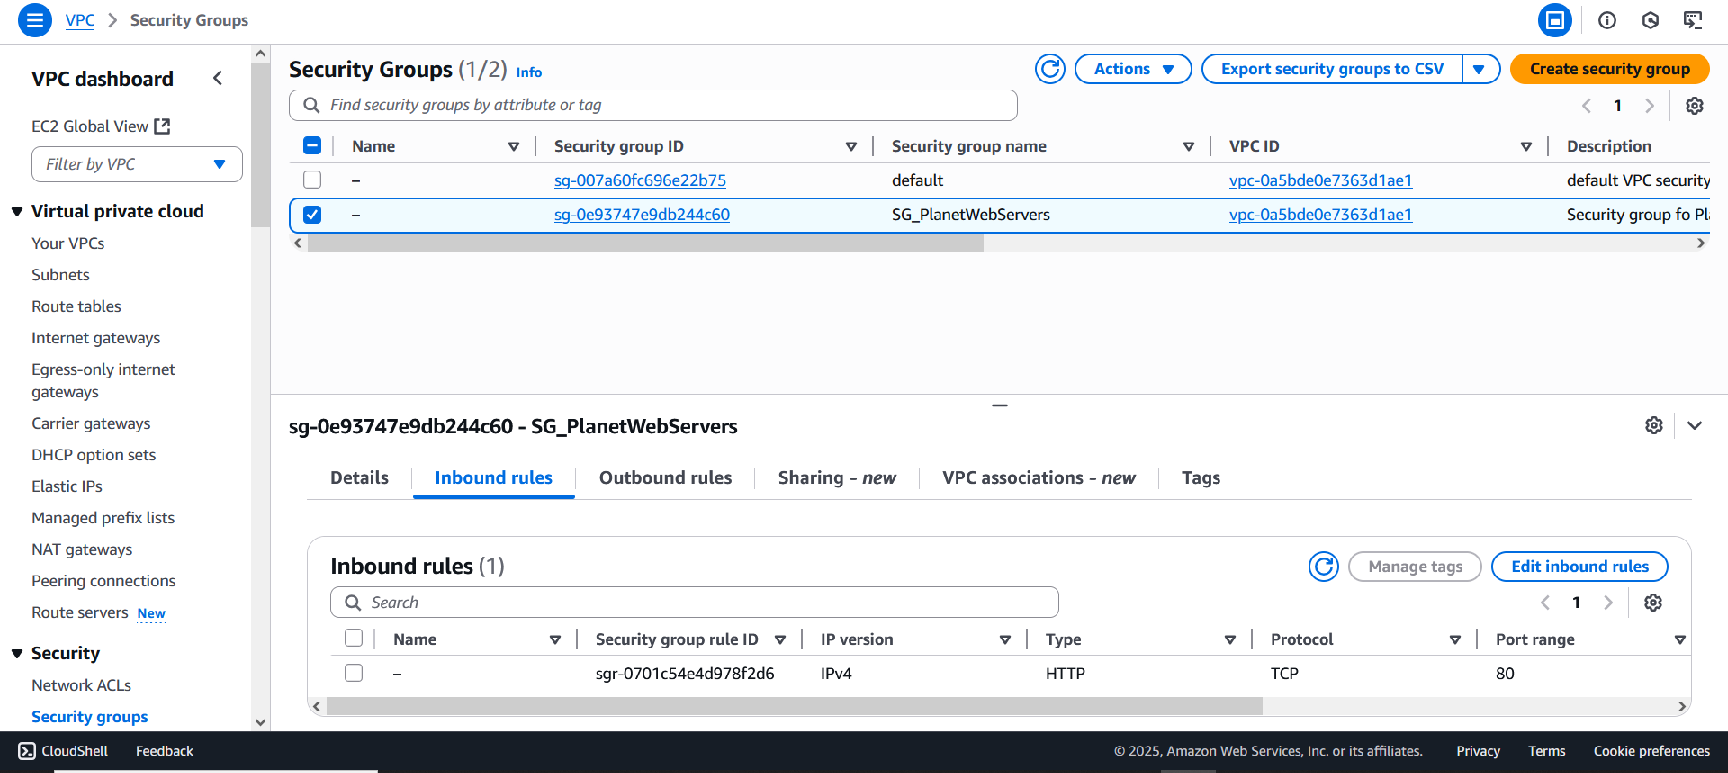 VPC > Security Groups
VPC dashboard
EC2 Global View
Filter by VPC
Virtual private cloud
Your VPCs
Subnets
Route tables
Internet gateways
Egress-only internet
gateways
Carrier gateways
DHCP option sets
Elastic IPs
Managed prefix lists
NAT gateways
Peering connections
Route servers New
Security
Network ACLs
Security groups
Security Groups (1/2) Info
Actions
Export security groups to CSV
Create security group
Find security groups by attribute or tag
1
Name Security group ID Security group name VPC ID Description
– sg-007a60fc696e22b75 default vpc-0a5bde0e7363d1ae1 default VPC security
– sg-0e93747e9db244c60 SG_PlanetWebServers vpc-0a5bde0e7363d1ae1 Security group fo Pla
sg-0e93747e9db244c60 - SG_PlanetWebServers
Details Inbound rules Outbound rules Sharing - new VPC associations - new Tags
Inbound rules (1)
Manage tags
Edit inbound rules
Search
1
Name Security group rule ID IP version Type Protocol Port range
– sgr-0701c54e4d978f2d6 IPv4 HTTP TCP 80
CloudShell Feedback © 2025, Amazon Web Services, Inc. or its affiliates. Privacy Terms Cookie preferences